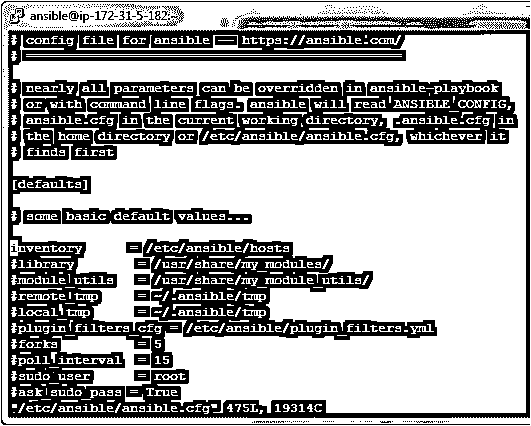 ansible@ip-172-31-5-182:~
# config file for ansible -- https://ansible.com/
# ===============================================
# nearly all parameters can be overridden in ansible-playbook
# or with command line flags. ansible will read ANSIBLE_CONFIG,
# ansible.cfg in the current working directory, .ansible.cfg in
# the home directory or /etc/ansible/ansible.cfg, whichever it
# finds first
[defaults]
# some basic default values...
inventory      = /etc/ansible/hosts
#library        = /usr/share/my_modules/
#module_utils   = /usr/share/my_module_utils/
#remote_tmp     = ~/.ansible/tmp
#local_tmp      = ~/.ansible/tmp
#plugin_filters_cfg = /etc/ansible/plugin_filters.yml
#forks          = 5
#poll_interval  = 15
#sudo_user      = root
#ask_sudo_pass = True
"/etc/ansible/ansible.cfg" 475L, 19314C